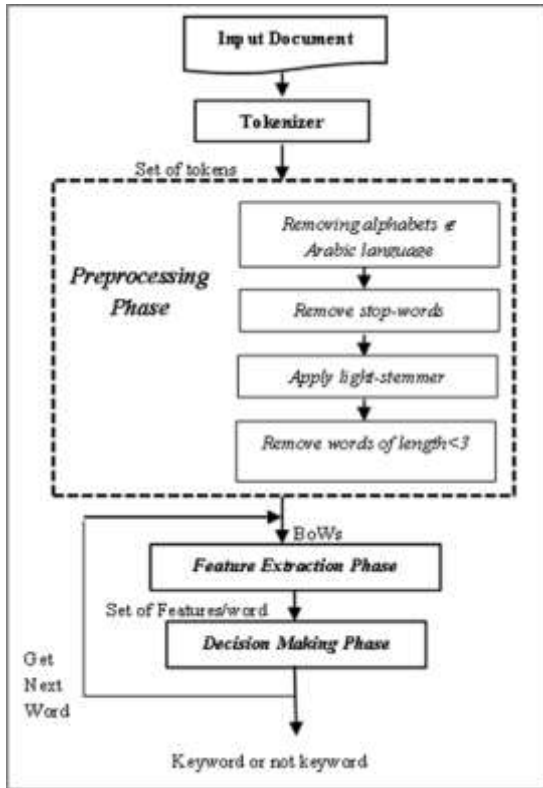 Input Document
Tokenizer
Set of tokens
Preprocessing
Phase
Removing alphabets ∉
Arabic language
Remove stop-words
Apply light-stemmer
Remove words of length<3
BoWs
Feature Extraction Phase
Set of Features/word
Decision Making Phase
Get
Next
Word
Keyword or not keyword